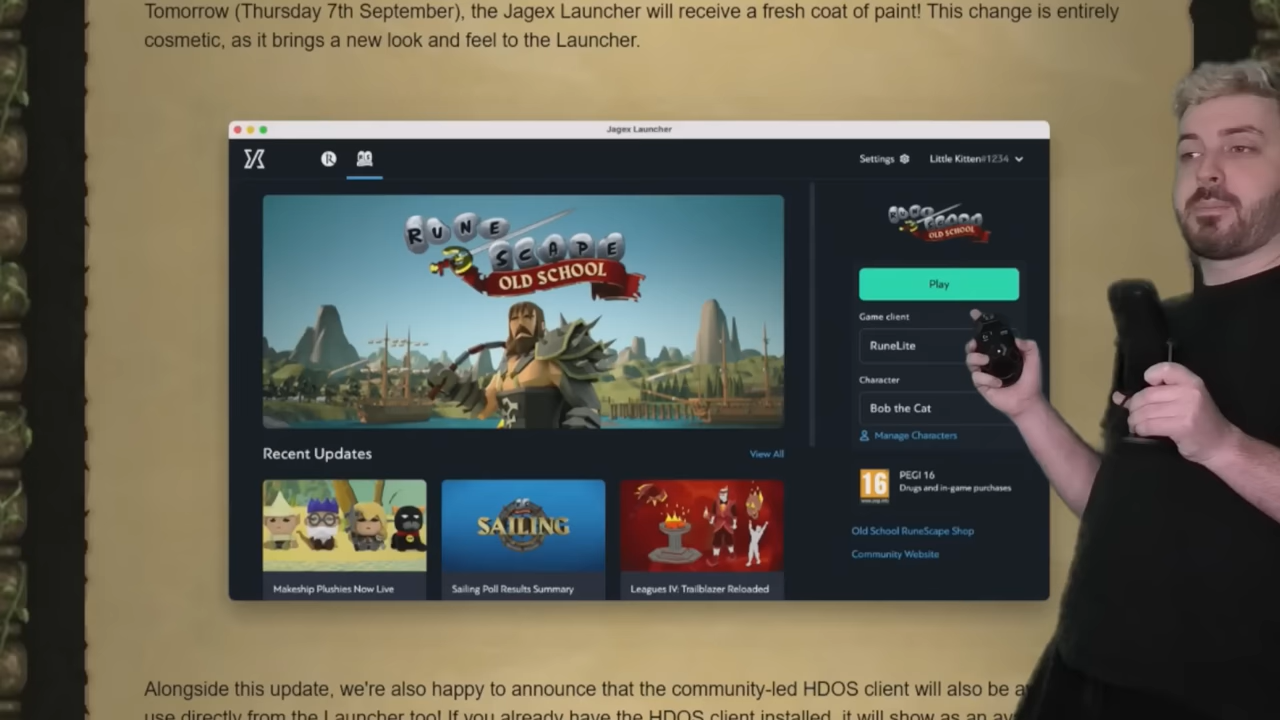 Tomorrow (Thursday 7th September), the Jagex Launcher will receive a fresh coat of paint! This change is entirely
cosmetic, as it brings a new look and feel to the Launcher.
Jagex Launcher
Settings
Little Kitten#1234
RUNE
SCAPE
OLD SCHOOL
RUNE SCAPE
OLD SCHOOL
Play
Game client
RuneLite
Character
Bob the Cat
Manage Characters
Recent Updates
View All
16
PEGI 16
Drugs and in-game purchases
SAILING
Old School RuneScape Shop
Community Website
Makeship Plushies Now Live
Sailing Poll Results Summary
Leagues IV: Trailblazer Reloaded
Alongside this update, we're also happy to announce that the community-led HDOS client will also be
use directly from the Launcher too! If you already have the HDOS client installed, it will show as an